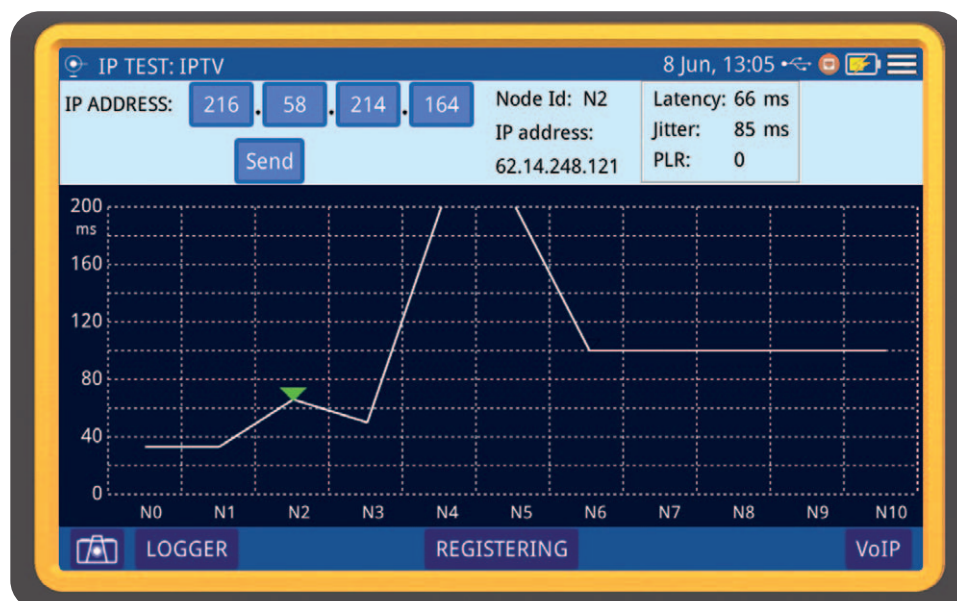 IP TEST: IPTV
8 Jun, 13:05
IP ADDRESS: 216 . 58 . 214 . 164
Send
Node Id: N2
IP address:
62.14.248.121
Latency: 66 ms
Jitter: 85 ms
PLR: 0
200
ms
160
120
80
40
0
N0 N1 N2 N3 N4 N5 N6 N7 N8 N9 N10
LOGGER
REGISTERING
VoIP